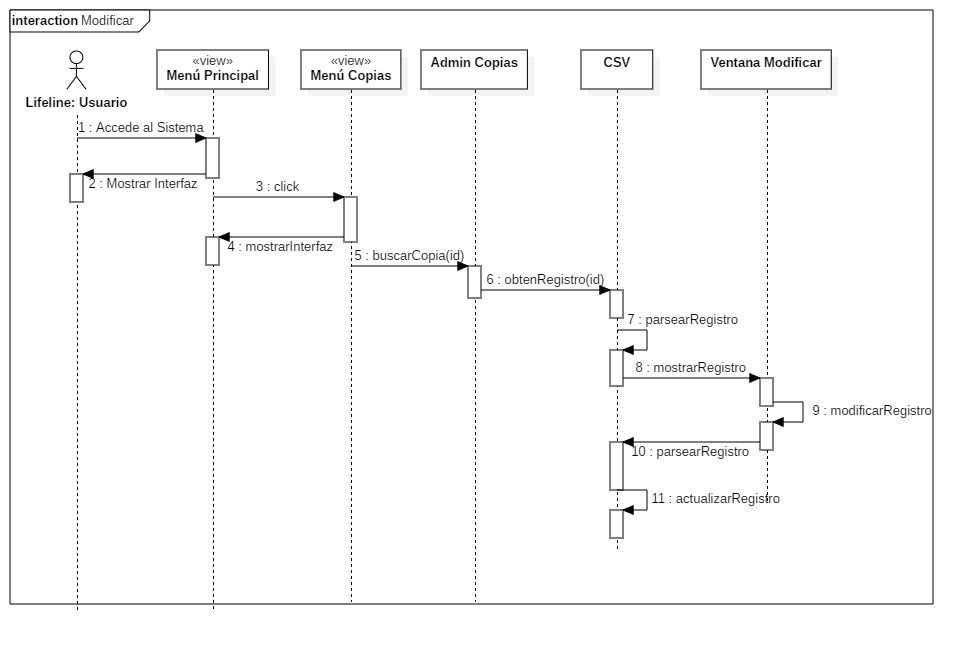 interaction Modificar
«view»
Menú Principal
«view»
Menú Copias
Admin Copias
CSV
Ventana Modificar
Lifeline: Usuario
1 : Accede al Sistema
2 : Mostrar Interfaz
3 : click
4 : mostrarInterfaz
5 : buscarCopia(id)
6 : obtenRegistro(id)
7 : parsearRegistro
8 : mostrarRegistro
9 : modificarRegistro
10 : parsearRegistro
11 : actualizarRegistro